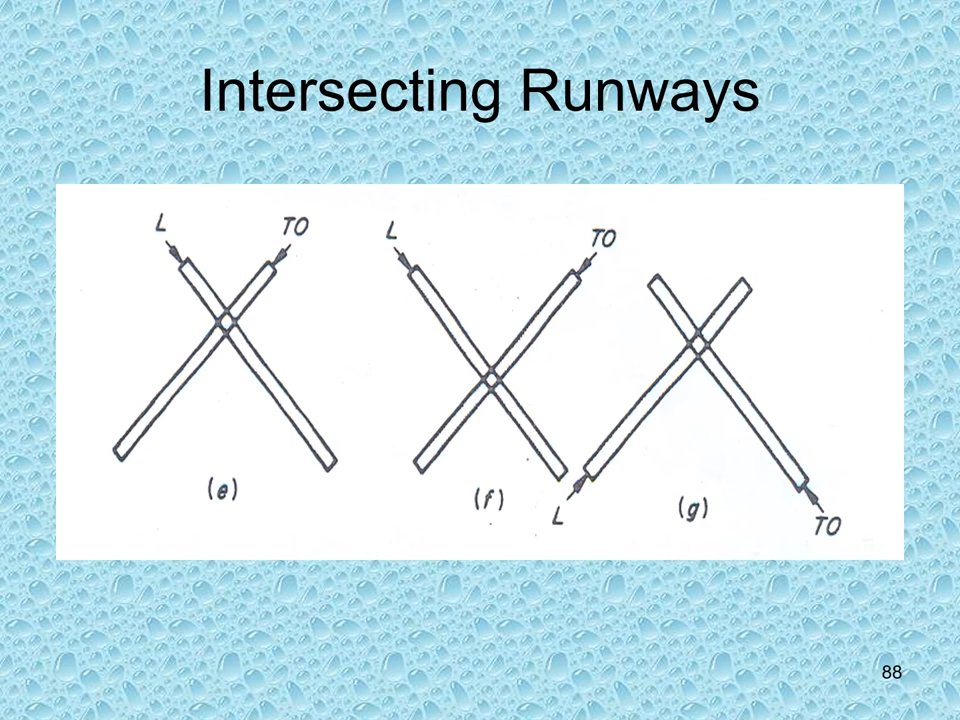 Intersecting Runways
L TO L TO
(e) (f) L (g) TO
88